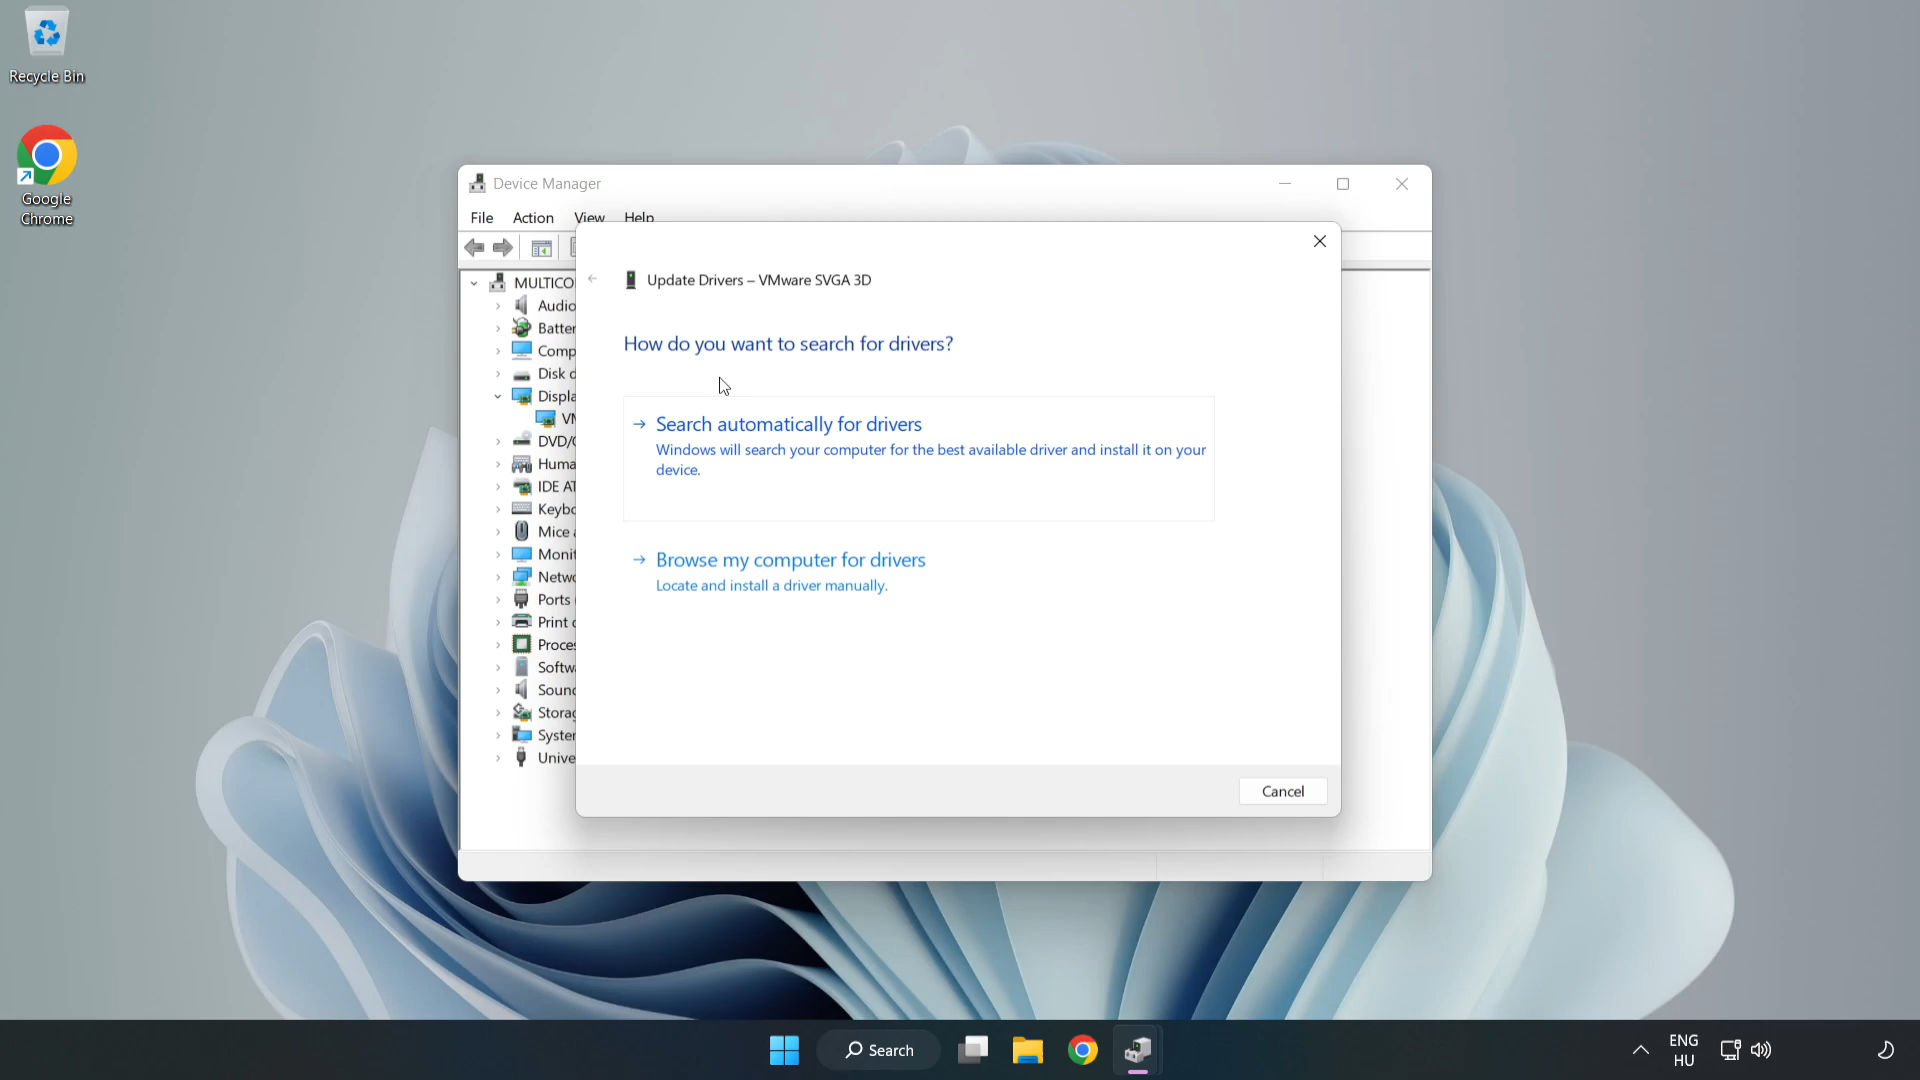 Recycle Bin
Google
Chrome
Device Manager
File Action View Help
Update Drivers – VMware SVGA 3D
How do you want to search for drivers?
Search automatically for drivers
Windows will search your computer for the best available driver and install it on your
device.
Browse my computer for drivers
Locate and install a driver manually.
Cancel
MULTICO
Audio
Batter
Comp
Disk d
Displa
VM
DVD/C
Huma
IDE AT
Keybo
Mice a
Monit
Netwo
Ports
Print q
Proces
Softwa
Sound
Storag
System
Unive
Search
ENG
HU